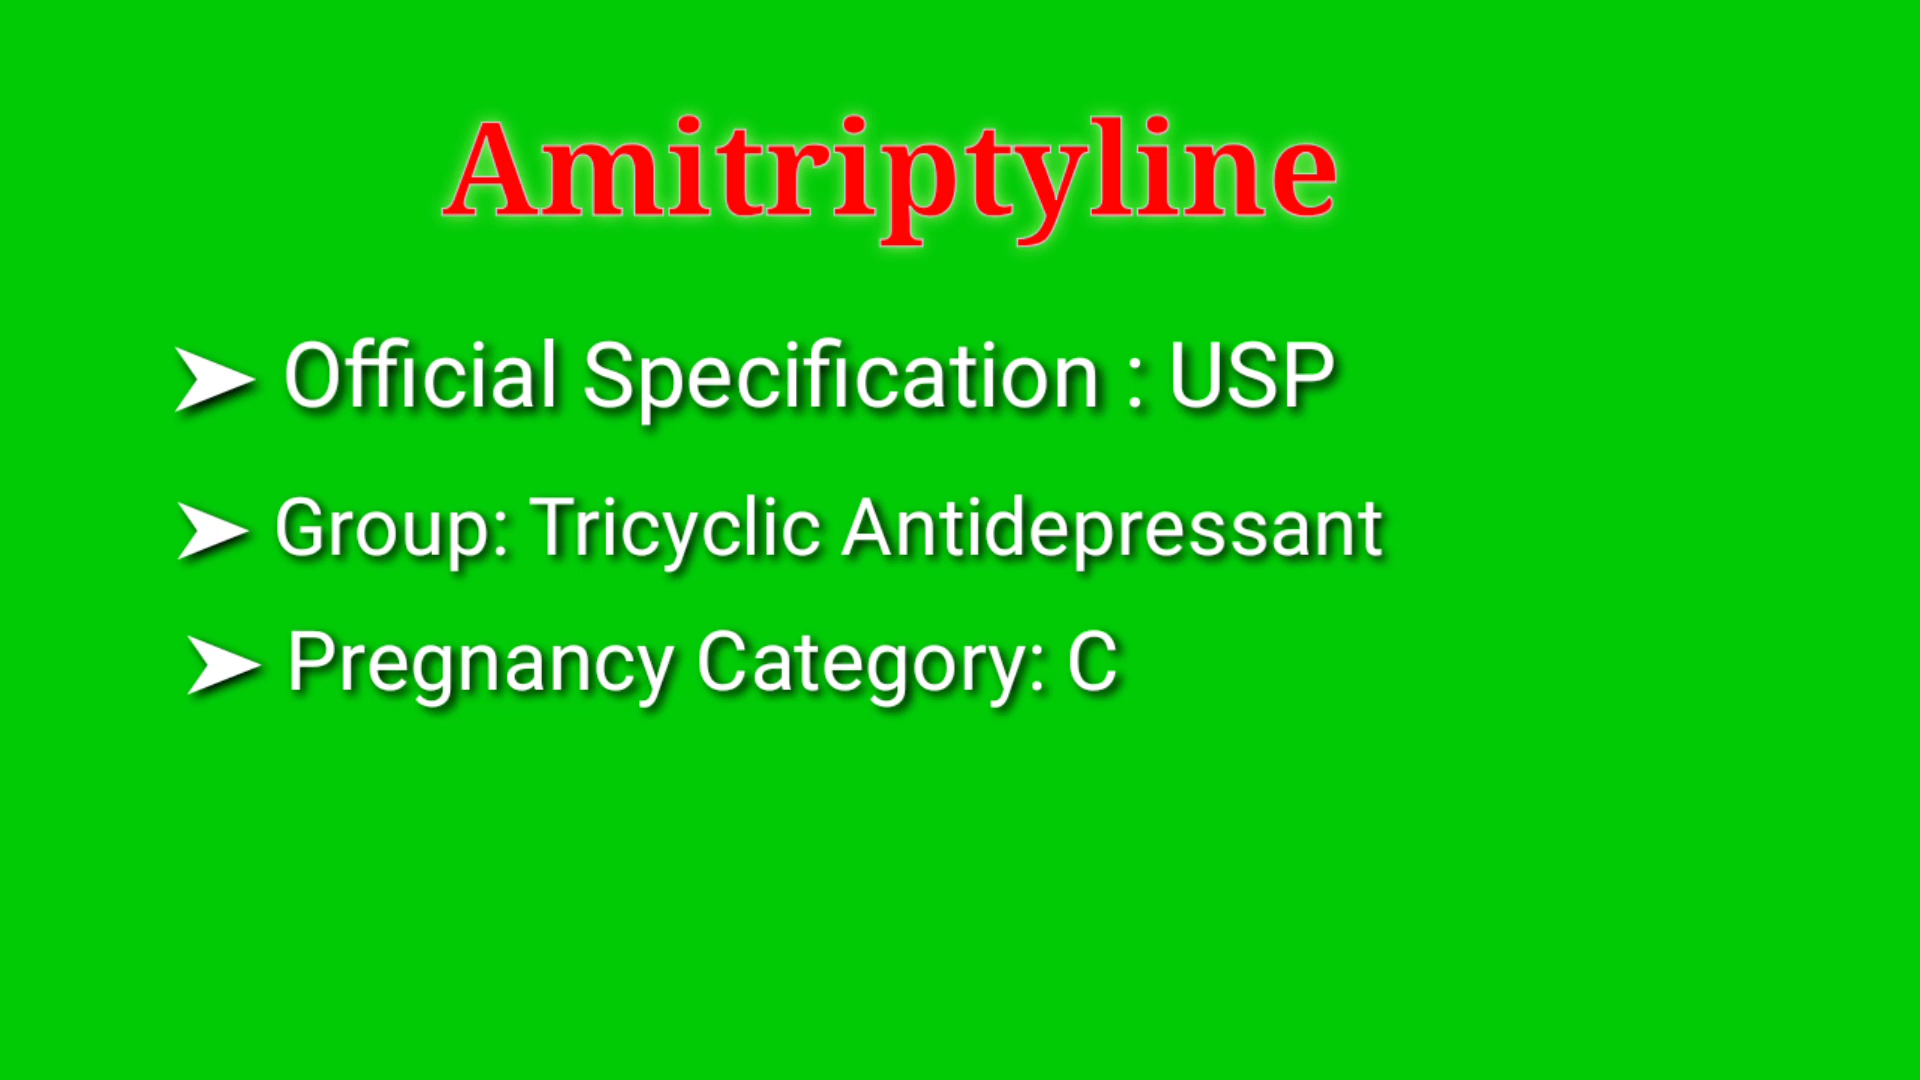 Amitriptyline
➤ Official Specification : USP
➤ Group: Tricyclic Antidepressant
➤ Pregnancy Category: C